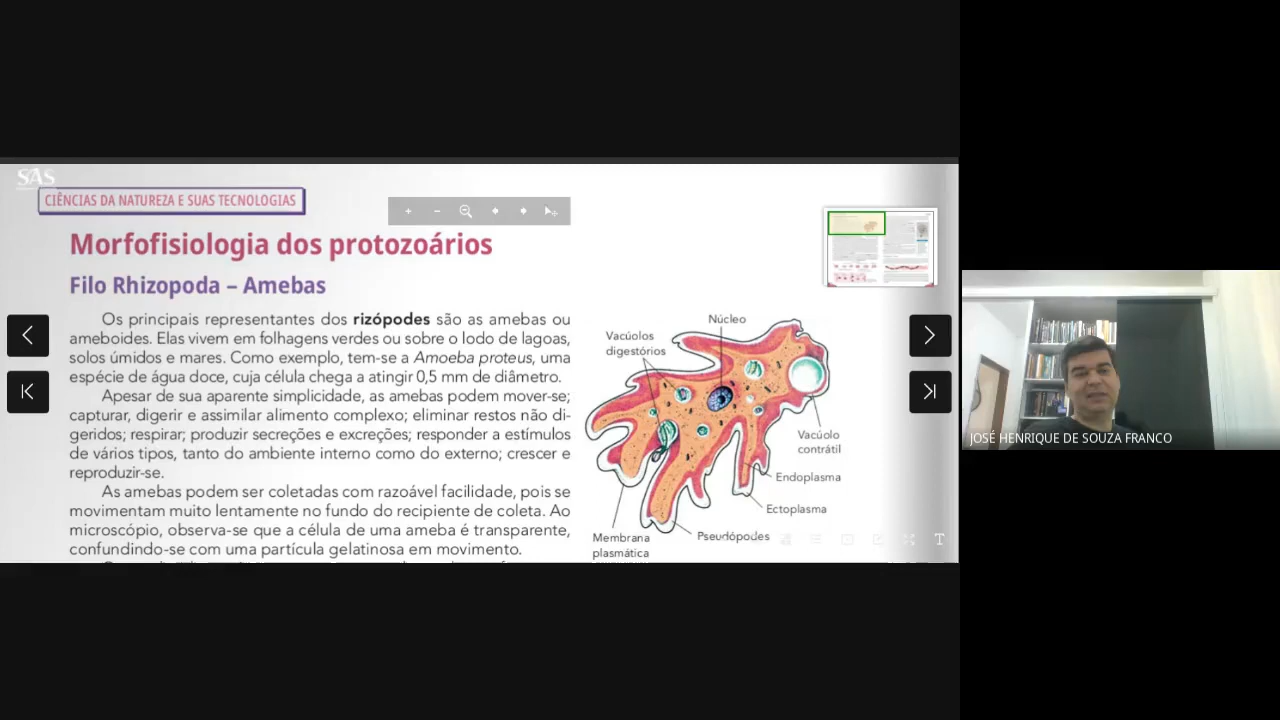 SAS
CIÊNCIAS DA NATUREZA E SUAS TECNOLOGIAS
Morfofisiologia dos protozoários
Filo Rhizopoda – Amebas
Os principais representantes dos rizópodes são as amebas ou
ameboides. Elas vivem em folhagens verdes ou sobre o lodo de lagoas,
solos úmidos e mares. Como exemplo, tem-se a Amoeba proteus, uma
espécie de água doce, cuja célula chega a atingir 0,5 mm de diâmetro.
Apesar de sua aparente simplicidade, as amebas podem mover-se;
capturar, digerir e assimilar alimento complexo; eliminar restos não di-
geridos; respirar; produzir secreções e excreções; responder a estímulos
de vários tipos, tanto do ambiente interno como do externo; crescer e
reproduzir-se.
As amebas podem ser coletadas com razoável facilidade, pois se
movimentam muito lentamente no fundo do recipiente de coleta. Ao
microscópio, observa-se que a célula de uma ameba é transparente,
confundindo-se com uma partícula gelatinosa em movimento.
Núcleo
Vacúolos
digestórios
Vacúolo
contrátil
Endoplasma
Ectoplasma
Pseudópodes
Membrana
plasmática
T
JOSÉ HENRIQUE DE SOUZA FRANCO